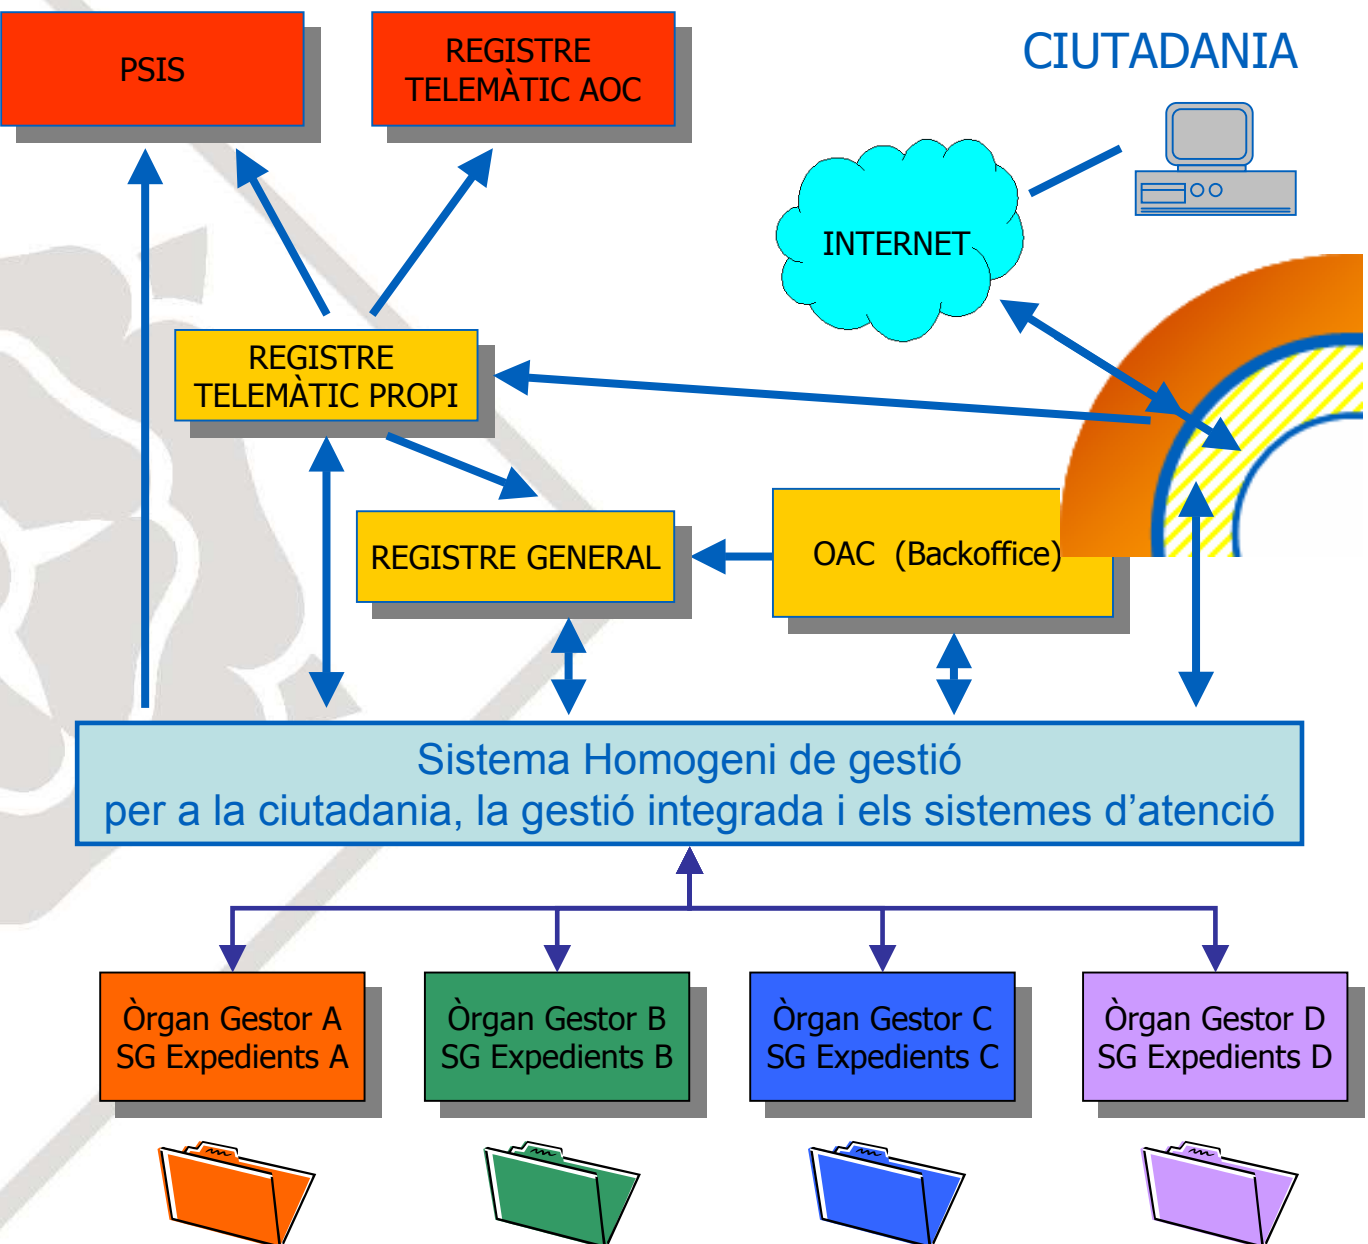 PSIS
REGISTRE
TELEMÀTIC AOC
CIUTADANIA
INTERNET
REGISTRE
TELEMÀTIC PROPI
REGISTRE GENERAL
OAC (Backoffice)
Sistema Homogeni de gestió
per a la ciutadania, la gestió integrada i els sistemes d’atenció
Òrgan Gestor A
SG Expedients A
Òrgan Gestor B
SG Expedients B
Òrgan Gestor C
SG Expedients C
Òrgan Gestor D
SG Expedients D